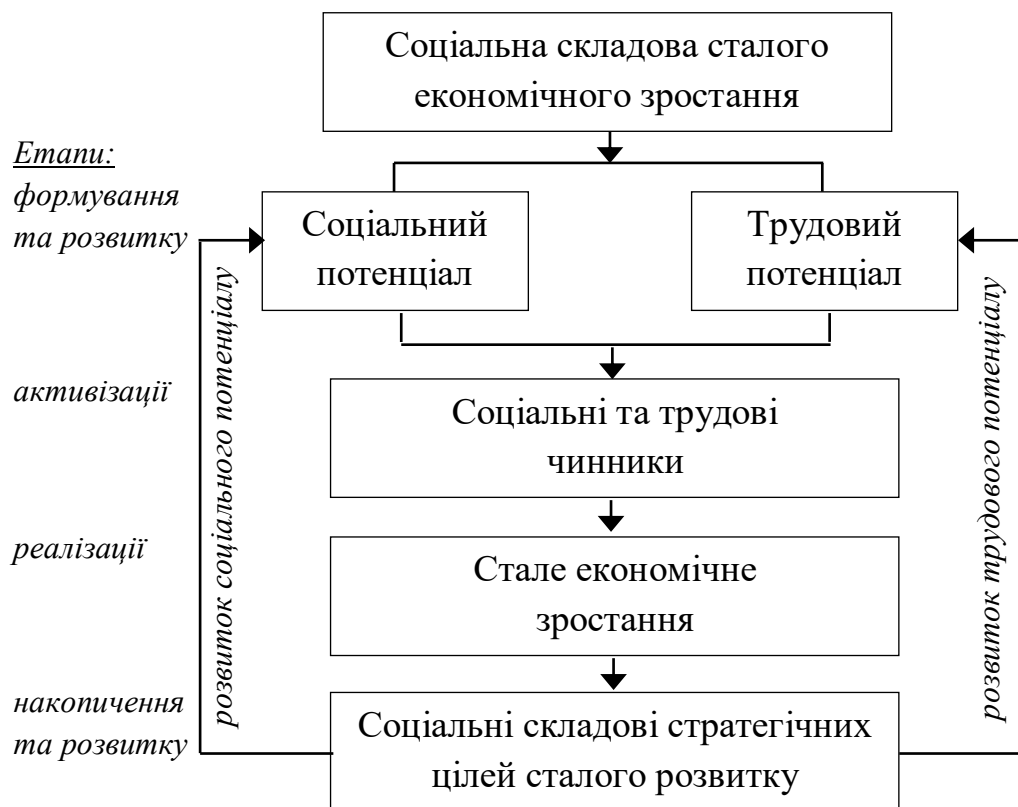 Соціальна складова сталого
економічного зростання
Етапи:
формування
та розвитку
Соціальний
потенціал
Трудовий
потенціал
розвиток соціального потенціалу
розвиток трудового потенціалу
активізації
Соціальні та трудові
чинники
реалізації
Стале економічне
зростання
накопичення
та розвитку
Соціальні складові стратегічних
цілей сталого розвитку